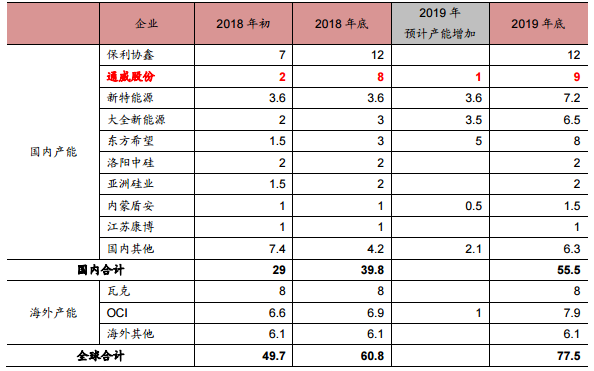 企业 2018 年初 2018 年底 2019 年 预计产能增加 2019 年底
国内产能
保利协鑫 7 12 12
通威股份 2 8 1 9
新特能源 3.6 3.6 3.6 7.2
大全新能源 2 3 3.5 6.5
东方希望 1.5 3 5 8
洛阳中硅 2 2 2
亚洲硅业 1.5 2 2
内蒙盾安 1 1 0.5 1.5
江苏康博 1 1 1
国内其他 7.4 4.2 2.1 6.3
国内合计 29 39.8 55.5
海外产能
瓦克 8 8 8
OCI 6.6 6.9 1 7.9
海外其他 6.1 6.1 6.1
全球合计 49.7 60.8 77.5